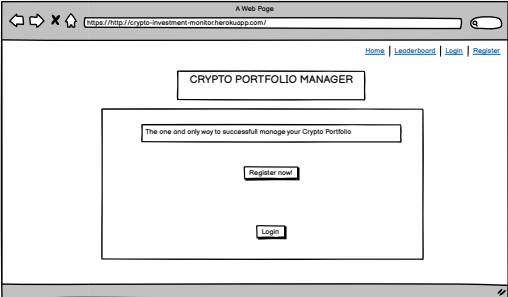 A Web Page
https://http://crypto-investment-monitor.herokuapp.com/
Home | Leaderboard | Login | Register
CRYPTO PORTFOLIO MANAGER
The one and only way to successfull manage your Crypto Portfolio
Register now!
Login